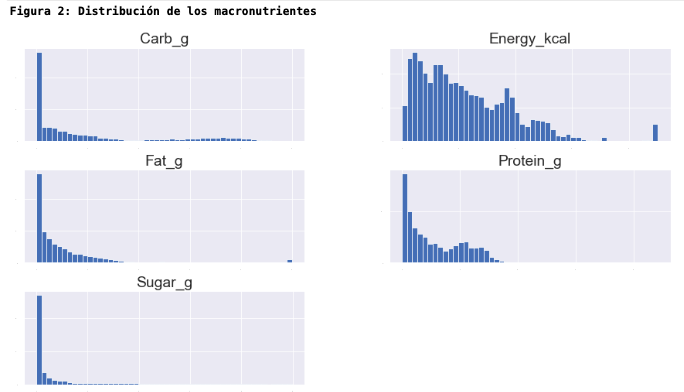 Figura 2: Distribución de los macronutrientes
Carb_g
Energy_kcal
Fat_g
Protein_g
Sugar_g